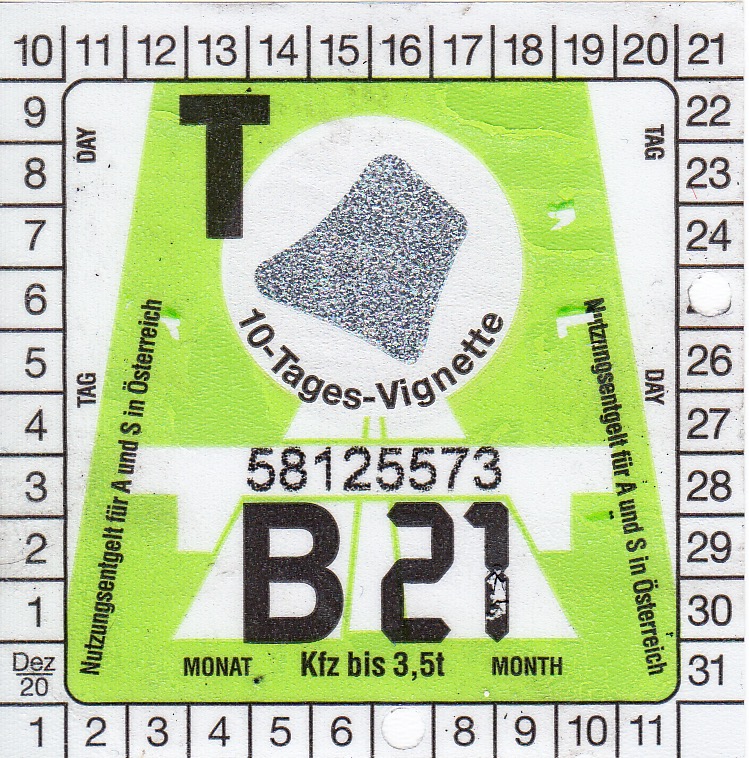 10 11 12 13 14 15 16 17 18 19 20 21
9 22
8 23
7 24
6
5 26
4 27
3 28
2 29
1 30
Dez
20
31
1 2 3 4 5 6 8 9 10 11
DAY
TAG
T
10-Tages-Vignette
TAG
DAY
Nutzungsentgelt für A und S in Österreich
Nutzungsentgelt für A und S in Österreich
58125573
B 21
MONAT Kfz bis 3,5t MONTH